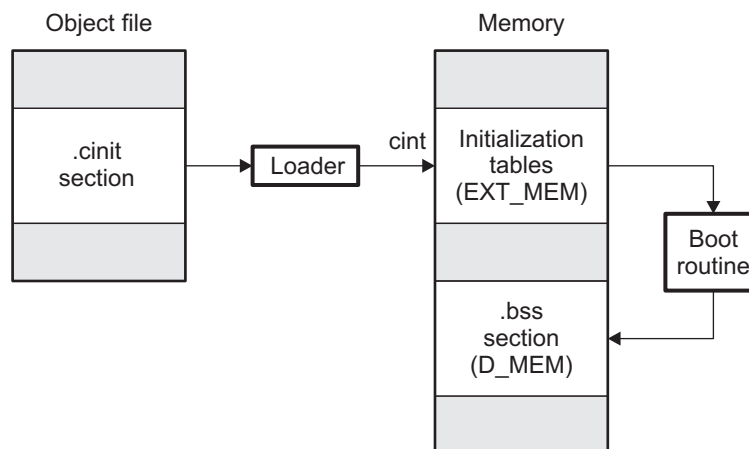 Object file
Memory
.cinit
section
Loader
cint
Initialization
tables
(EXT_MEM)
Boot
routine
.bss
section
(D_MEM)